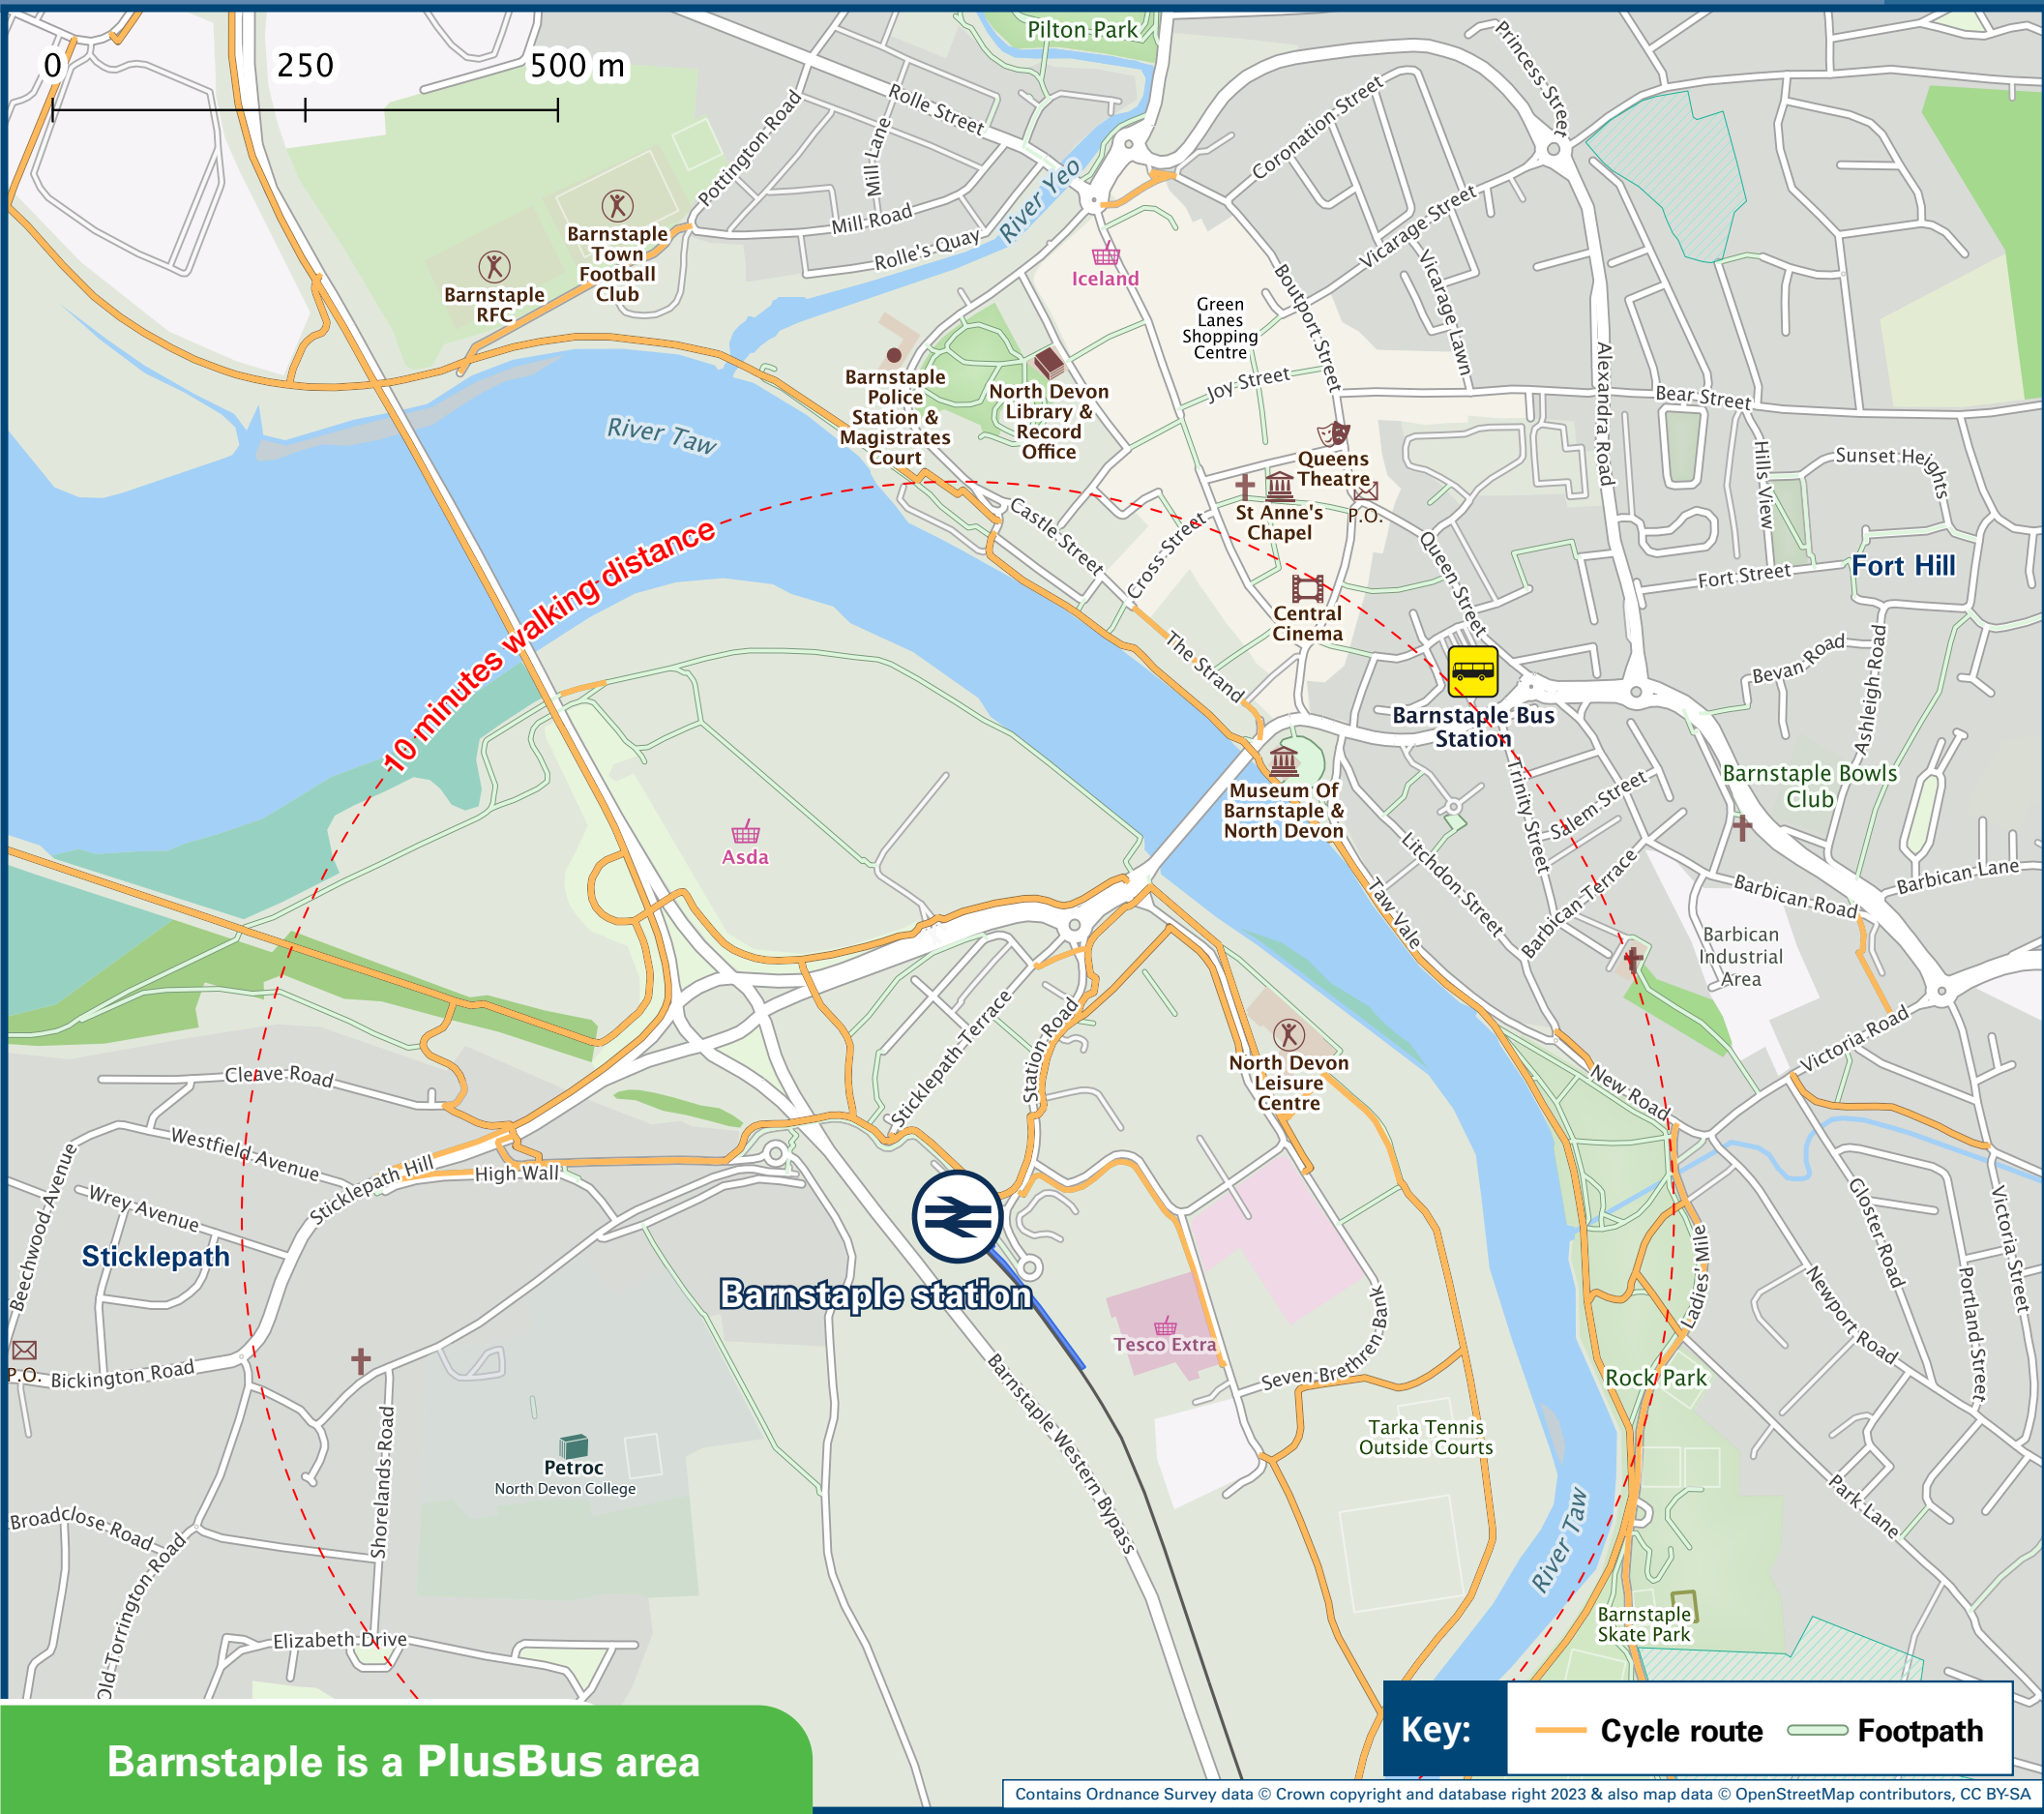 Pilton Park
0
250
500 m
Princess Street
Rolle Street
Pottington Road
Mill Lane
Coronation Street
River Yeo
Mill Road
Rolle's Quay
Vicarage Street
Vicarage Lawn
Barnstaple
Town
Football
Club
Barnstaple
RFC
Iceland
Boutport Street
Green
Lanes
Shopping
Centre
Joy Street
Alexandra Road
Bear Street
Barnstaple
Police
Station &
Magistrates
Court
North Devon
Library &
Record
Office
River Taw
Queens
Theatre
Hills View
Sunset Heights
St Anne's
Chapel
P.O.
10 minutes walking distance
Castle Street
Cross Street
Queen Street
Fort Street
Fort Hill
Central
Cinema
The Strand
Bevan Road
Ashleigh Road
Barnstaple Bus
Station
Trinity Street
Salem Street
Barnstaple Bowls
Club
Museum Of
Barnstaple &
North Devon
Asda
Litchdon Street
Taw Vale
Barbican Terrace
Barbican Road
Barbican Lane
Barbican
Industrial
Area
Victoria Road
Sticklepath Terrace
Station Road
North Devon
Leisure
Centre
New Road
Cleave Road
Westfield Avenue
Beechwood Avenue
Wrey Avenue
Sticklepath Hill
High Wall
Sticklepath
Gloster Road
Victoria Street
Ladies' Mile
Newport Road
Portland Street
Barnstaple station
Tesco Extra
Seven Brethren Bank
P.O.
Bickington Road
Rock Park
Barnstaple Western Bypass
Tarka Tennis
Outside Courts
Shorelands Road
Petroc
North Devon College
Park Lane
River Taw
Broadclose Road
Old Torrington Road
Elizabeth Drive
Barnstaple
Skate Park
Key:
Cycle route
Footpath
Barnstaple is a PlusBus area
Contains Ordnance Survey data © Crown copyright and database right 2023 & also map data © OpenStreetMap contributors, CC BY-SA